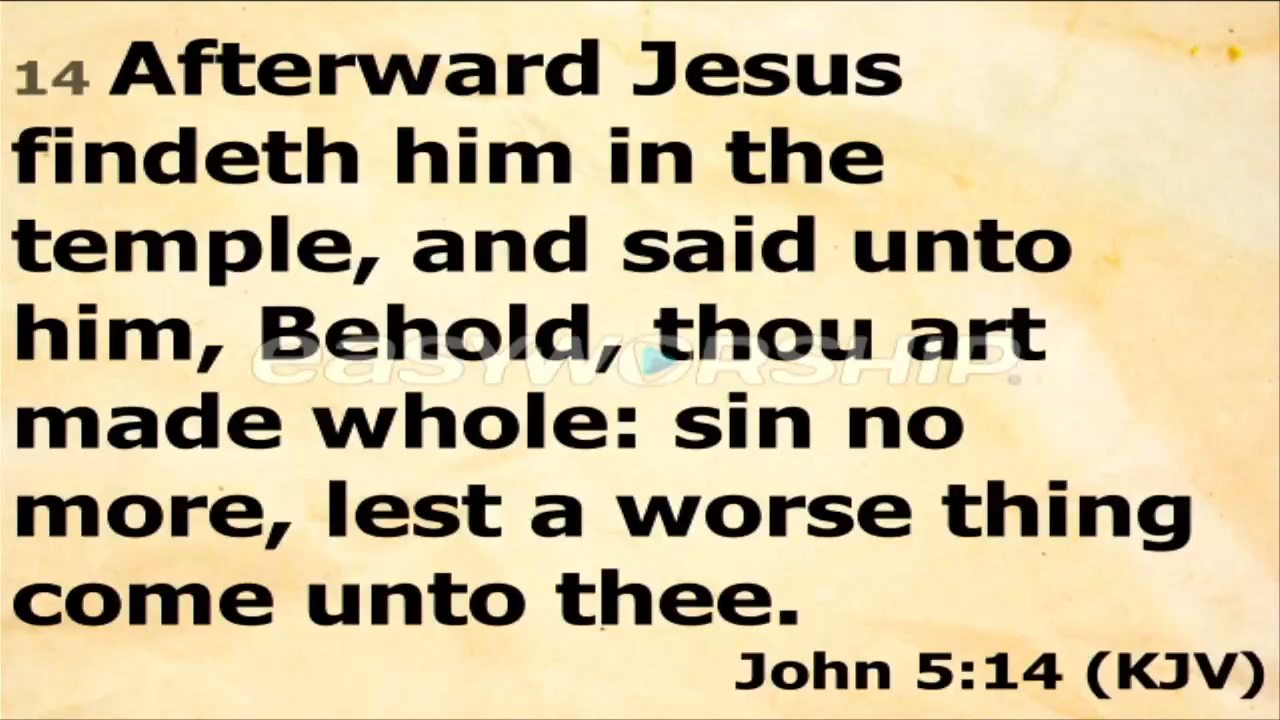 14 Afterward Jesus
findeth him in the
temple, and said unto
him, Behold, thou art
made whole: sin no
more, lest a worse thing
come unto thee.
John 5:14 (KJV)
easyworship